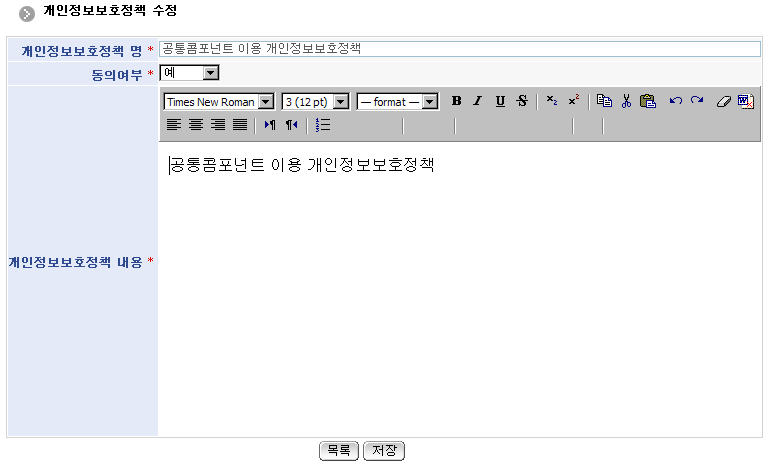 개인정보보호정책 수정
개인정보보호정책 명 * 공통콤포넌트 이용 개인정보보호정책
동의여부 * 예
Times New Roman 3 (12 pt) — format — B I U S ×₂ ×²
공통콤포넌트 이용 개인정보보호정책
개인정보보호정책 내용 *
목록 저장